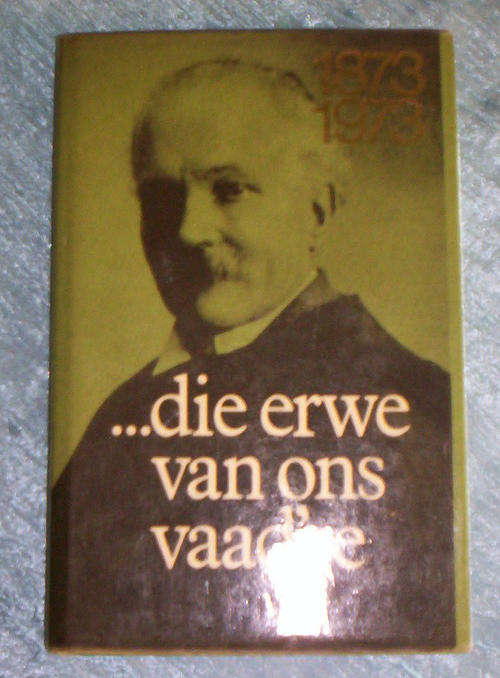 1873
1973
...die erwe
van ons
vaad're